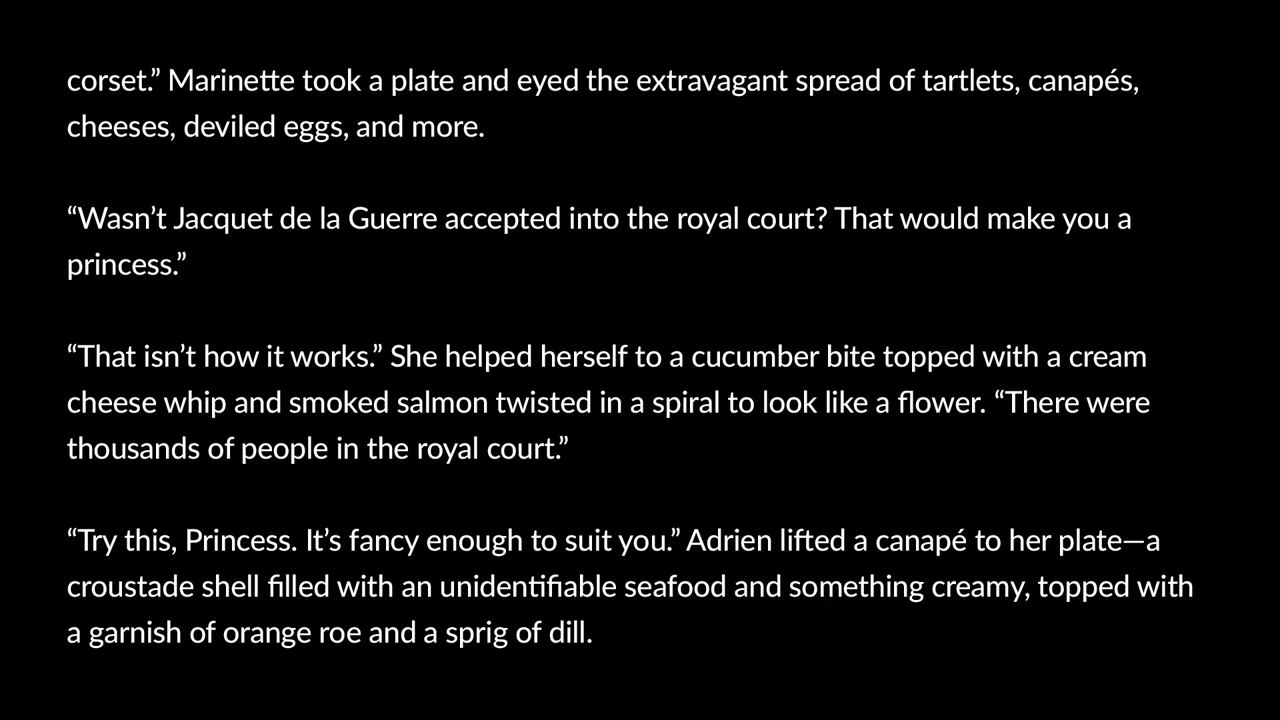 corset.” Marinette took a plate and eyed the extravagant spread of tartlets, canapés,
cheeses, deviled eggs, and more.
“Wasn’t Jacquet de la Guerre accepted into the royal court? That would make you a
princess.”
“That isn’t how it works.” She helped herself to a cucumber bite topped with a cream
cheese whip and smoked salmon twisted in a spiral to look like a flower. “There were
thousands of people in the royal court.”
“Try this, Princess. It’s fancy enough to suit you.” Adrien lifted a canapé to her plate—a
croustade shell filled with an unidentifiable seafood and something creamy, topped with
a garnish of orange roe and a sprig of dill.